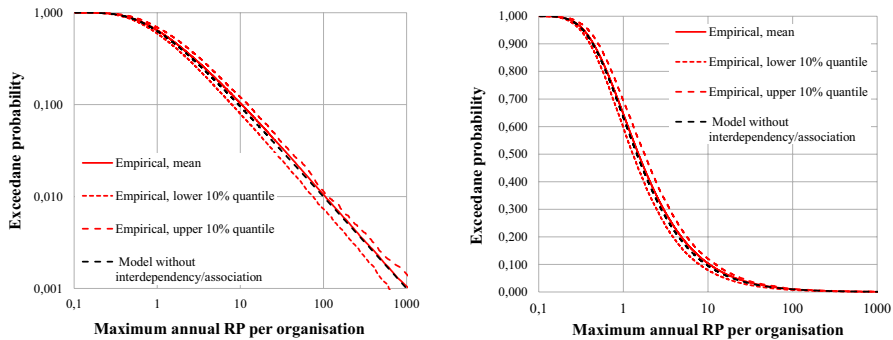 1,000
0,100
0,010
0,001
Exceedane probability
Empirical, mean
Empirical, lower 10% quantile
Empirical, upper 10% quantile
Model without
interdependency/association
0,1
1
10
100
1000
Maximum annual RP per organisation
1,000
0,900
0,800
0,700
0,600
0,500
0,400
0,300
0,200
0,100
0,000
Exceedane probability
Empirical, mean
Empirical, lower 10% quantile
Empirical, upper 10% quantile
Model without
interdependency/association
0,1
1
10
100
1000
Maximum annual RP per organisation